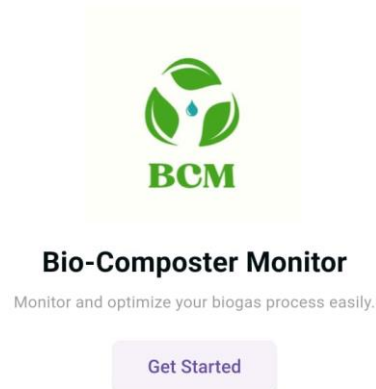 BCM
Bio-Composter Monitor
Monitor and optimize your biogas process easily.
Get Started